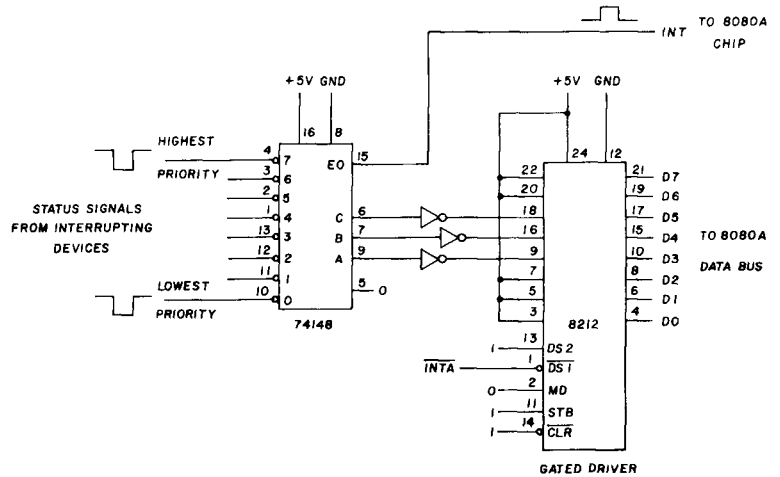 INT
TO 8080A
CHIP
+5V GND
16 8
HIGHEST
PRIORITY
4 7
3 6
2 5
1 4
13 3
12 2
11 1
10 0
STATUS SIGNALS
FROM INTERRUPTING
DEVICES
LOWEST
PRIORITY
EO 15
C 6
B 7
A 9
5 0
74148
+5V GND
24 12
22
20
18
16
9
7
5
3
21 D7
19 D6
17 D5
15 D4
10 D3
8 D2
6 D1
4 D0
TO 8080A
DATA BUS
8212
1 13 DS2
INTA 1 DS1
0 2 MD
1 11 STB
1 14 CLR
GATED DRIVER